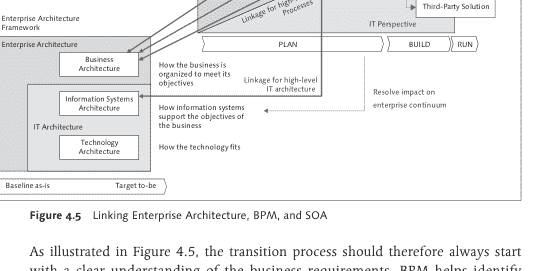 Third-Party Solution
Linkage for high-
Processes
IT Perspective
Enterprise Architecture
Framework
Enterprise Architecture
PLAN
BUILD
RUN
Business
Architecture
How the business is
organized to meet its
objectives
Linkage for high-level
IT architecture
Resolve impact on
enterprise continuum
Information Systems
Architecture
How information systems
support the objectives of
the business
IT Architecture
Technology
Architecture
How the technology fits
Baseline as-is
Target to-be
Figure 4.5 Linking Enterprise Architecture, BPM, and SOA
As illustrated in Figure 4.5, the transition process should therefore always start
with a clear understanding of the business requirements. BPM helps identify